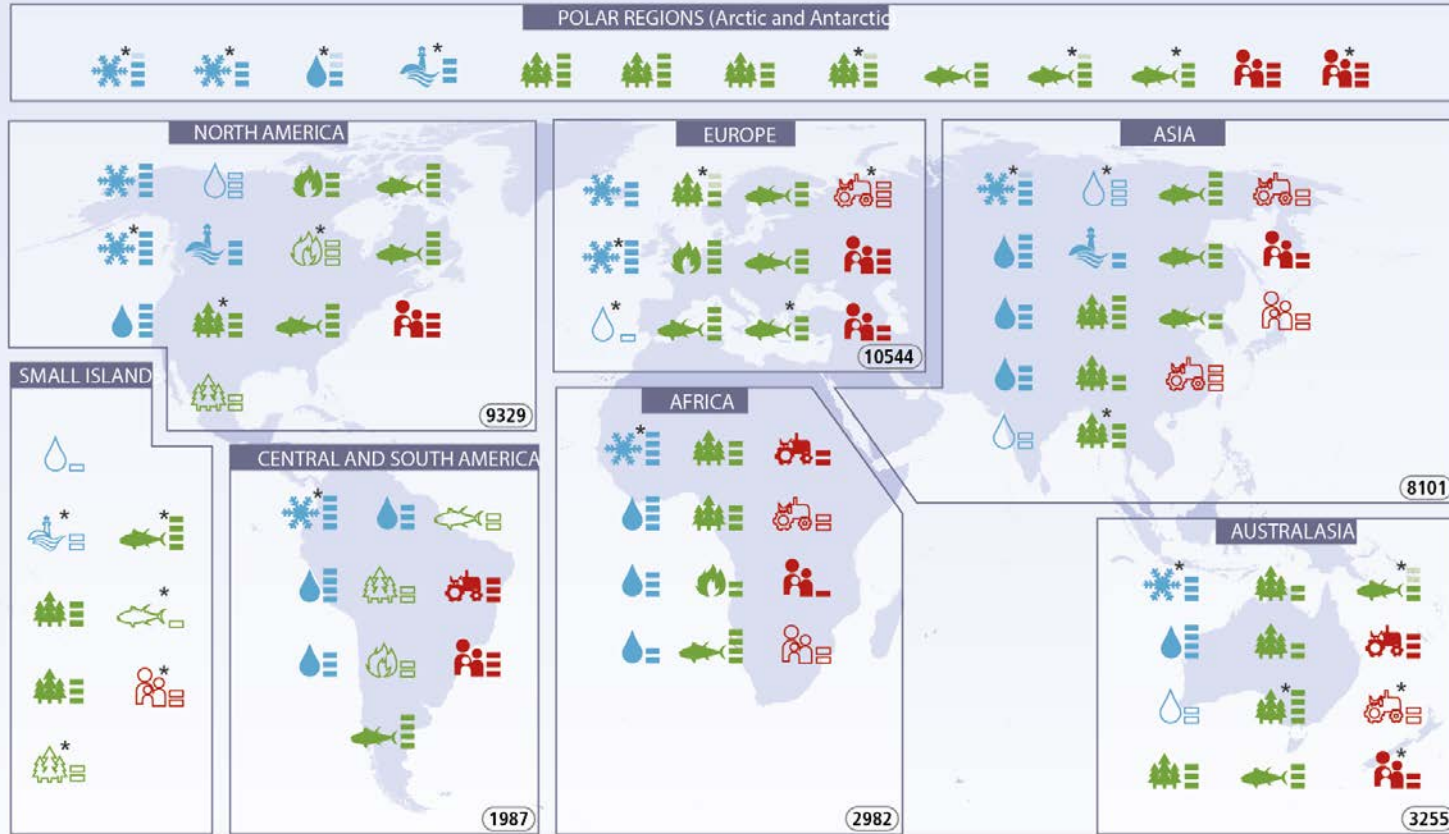 POLAR REGIONS (Arctic and Antarctic
NORTH AMERICA
EUROPE
ASIA
10544
SMALL ISLAND
9329
AFRICA
CENTRAL AND SOUTH AMERICA
8101
AUSTRALASIA
1987
2982
3255